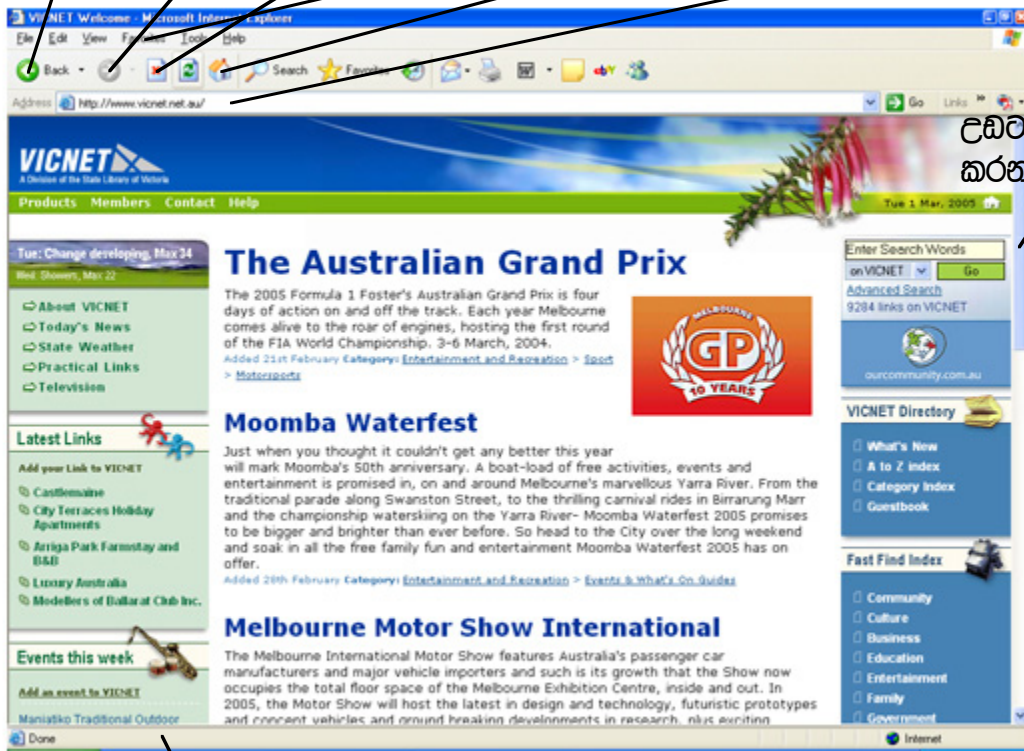 VICNET Welcome - Microsoft Internet Explorer
File Edit View Favorites Tools Help
Back Search Favorites
Address http://www.vicnet.net.au/ Go Links
උඩට
කරන
VICNET
A Division of the State Library of Victoria
Products Members Contact Help
Tue 1 Mar, 2005
Tue: Change developing, Max 34
Wed: Showers, Max 22
About VICNET
Today's News
State Weather
Practical Links
Television
Latest Links
Add your Link to VICNET
Castlemaine
City Terraces Holiday
Apartments
Arriga Park Farmstay and
B&B
Luxury Australia
Modellers of Ballarat Club Inc.
Events this week
Add an event to VICNET
Maniatiko Traditional Outdoor
The Australian Grand Prix
The 2005 Formula 1 Foster's Australian Grand Prix is four
days of action on and off the track. Each year Melbourne
comes alive to the roar of engines, hosting the first round
of the FIA World Championship. 3-6 March, 2004.
Added 21st February Category: Entertainment and Recreation > Sport
> Motorsports
MELBOURNE
GP
10 YEARS
Moomba Waterfest
Just when you thought it couldn't get any better this year
will mark Moomba's 50th anniversary. A boat-load of free activities, events and
entertainment is promised in, on and around Melbourne's marvellous Yarra River. From the
traditional parade along Swanston Street, to the thrilling carnival rides in Birrarung Marr
and the championship waterskiing on the Yarra River- Moomba Waterfest 2005 promises
to be bigger and brighter than ever before. So head to the City over the long weekend
and soak in all the free family fun and entertainment Moomba Waterfest 2005 has on
offer.
Added 28th February Category: Entertainment and Recreation > Events & What's On Guides
Melbourne Motor Show International
The Melbourne International Motor Show features Australia's passenger car
manufacturers and major vehicle importers and such is its growth that the Show now
occupies the total floor space of the Melbourne Exhibition Centre, inside and out. In
2005, the Motor Show will host the latest in design and technology, futuristic prototypes
and concept vehicles and ground breaking developments in research, plus exciting
Enter Search Words
on VICNET Go
Advanced Search
9284 links on VICNET
ourcommunity.com.au
VICNET Directory
What's New
A to Z index
Category Index
Guestbook
Fast Find Index
Community
Culture
Business
Education
Entertainment
Family
Government
Done Internet